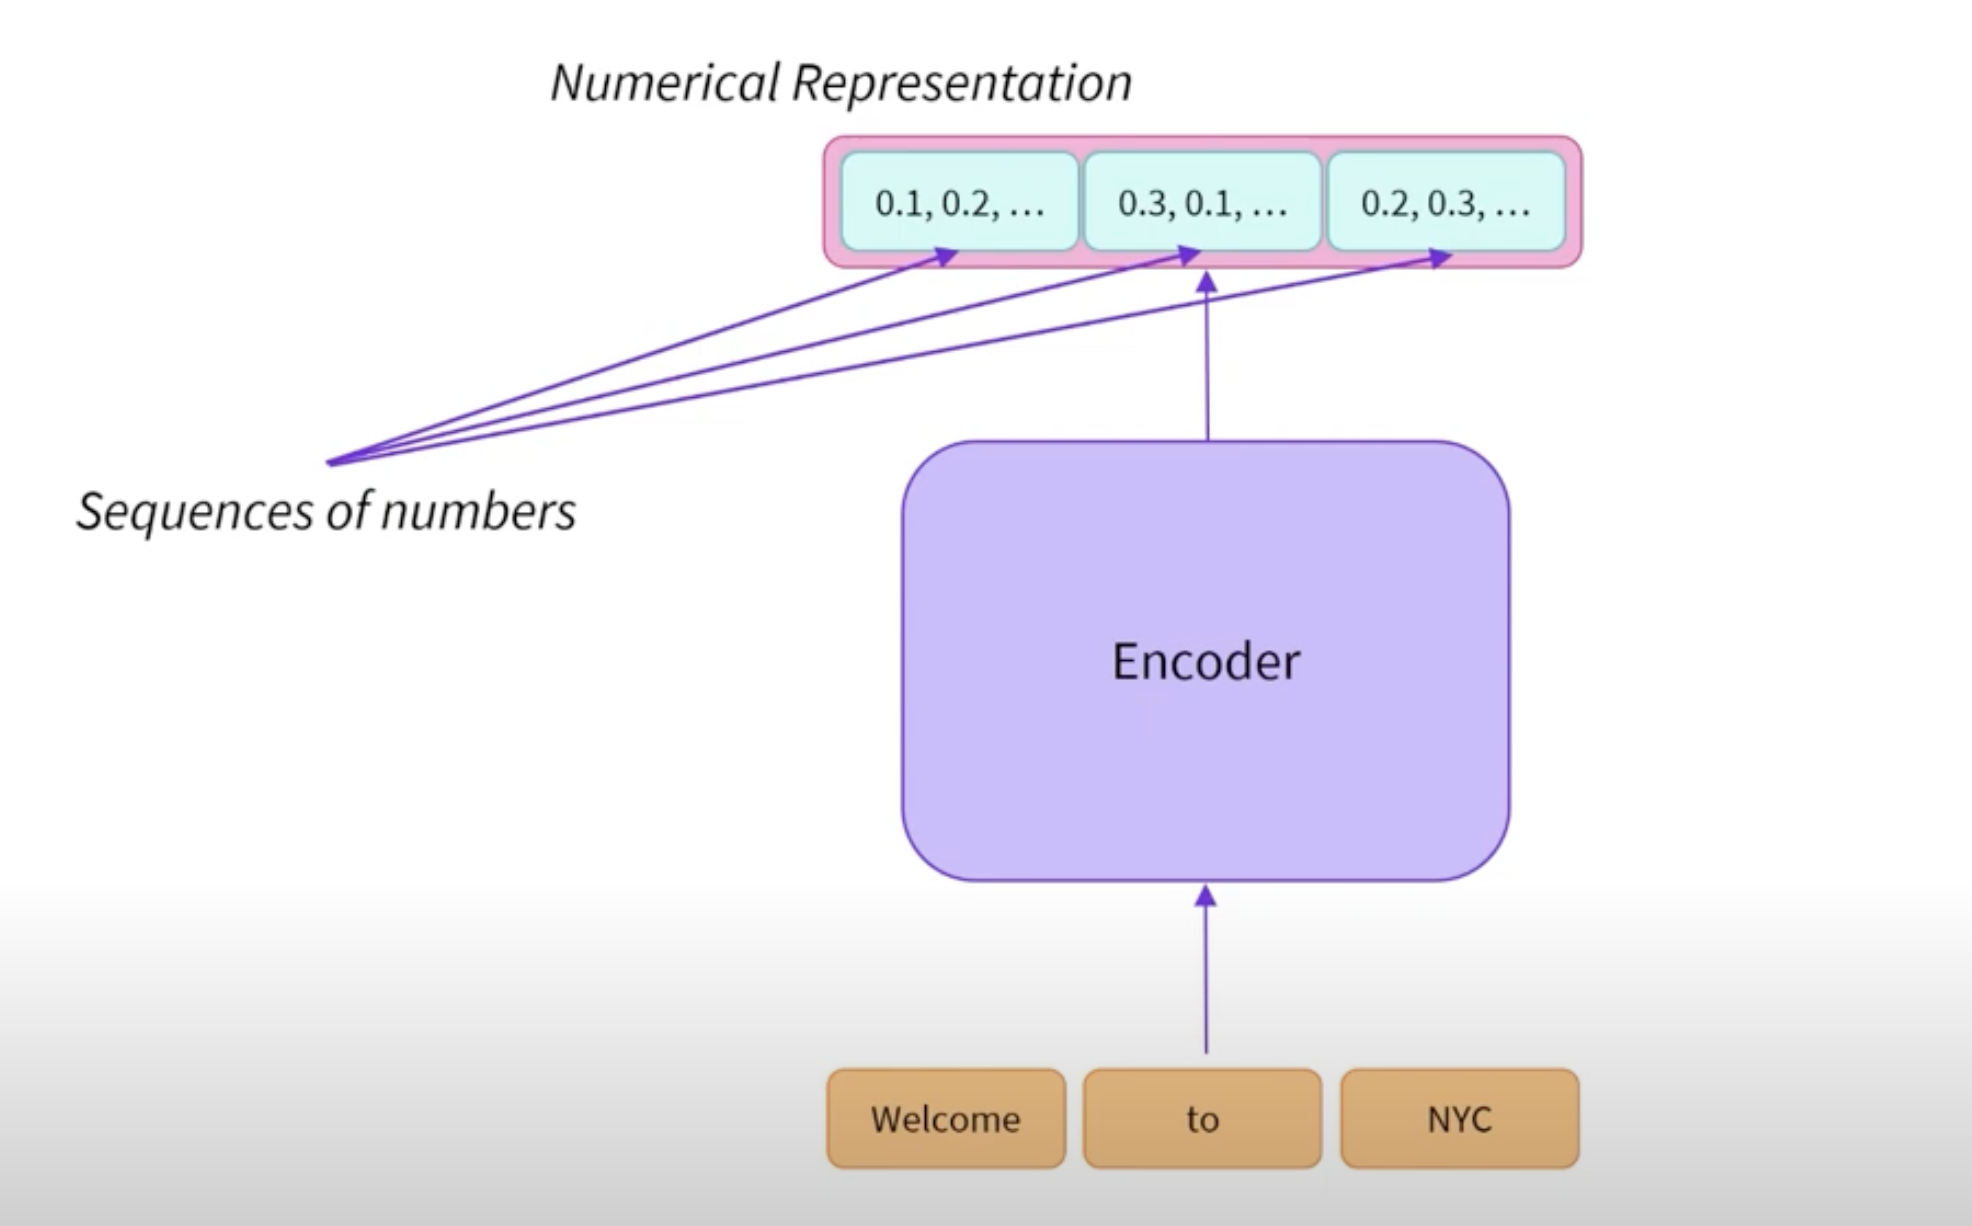 Numerical Representation
0.1, 0.2, …
0.3, 0.1, …
0.2, 0.3, …
Sequences of numbers
Encoder
Welcome
to
NYC